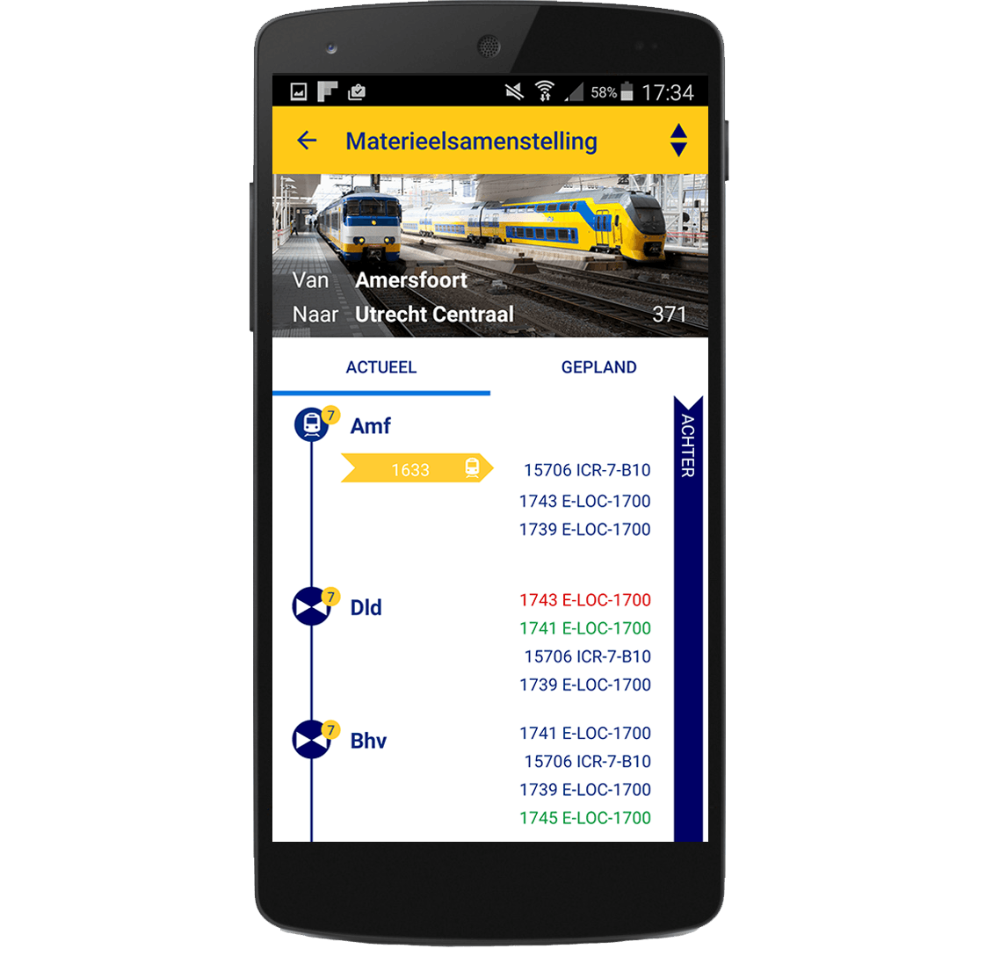 58% 17:34
Materieelsamenstelling
Van Amersfoort
Naar Utrecht Centraal 371
ACTUEEL GEPLAND
ACHTER
7 Amf
1633 15706 ICR-7-B10
1743 E-LOC-1700
1739 E-LOC-1700
7 Dld 1743 E-LOC-1700
1741 E-LOC-1700
15706 ICR-7-B10
1739 E-LOC-1700
7 Bhv 1741 E-LOC-1700
15706 ICR-7-B10
1739 E-LOC-1700
1745 E-LOC-1700